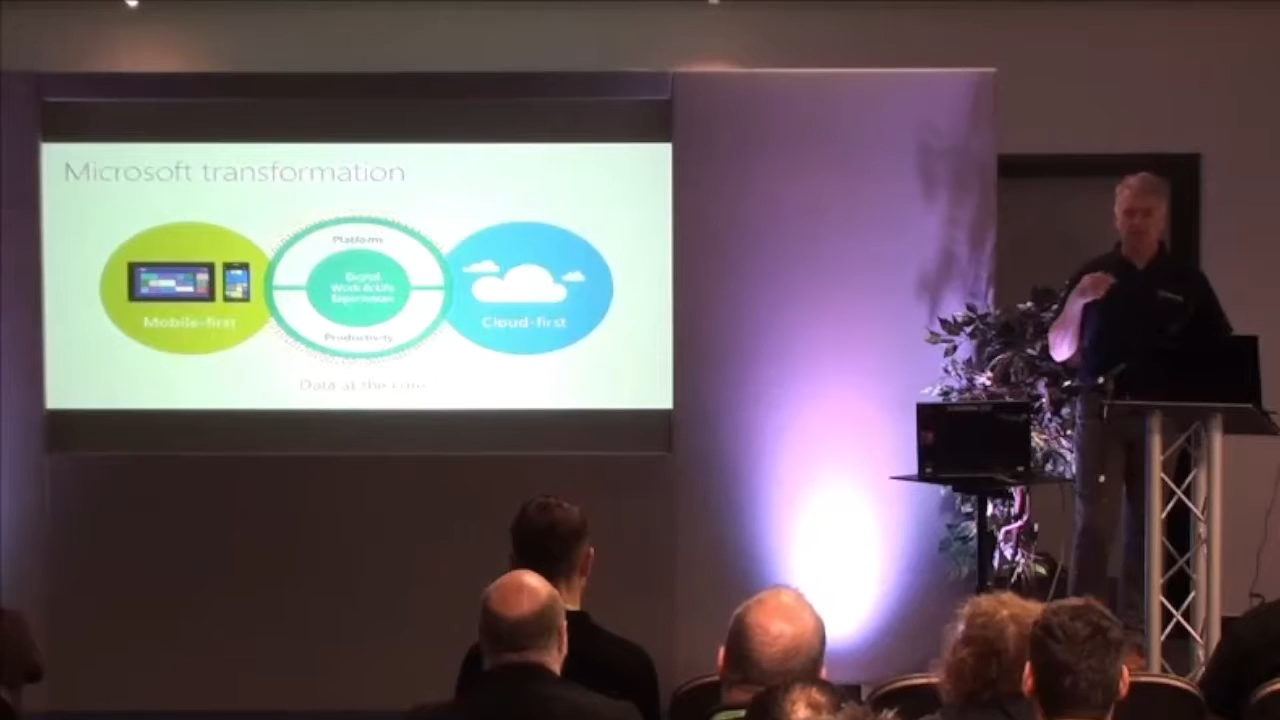 Microsoft transformation
Platform
Digital
Work & Life
Experiences
Mobile-first
Cloud-first
Productivity
Data at the core